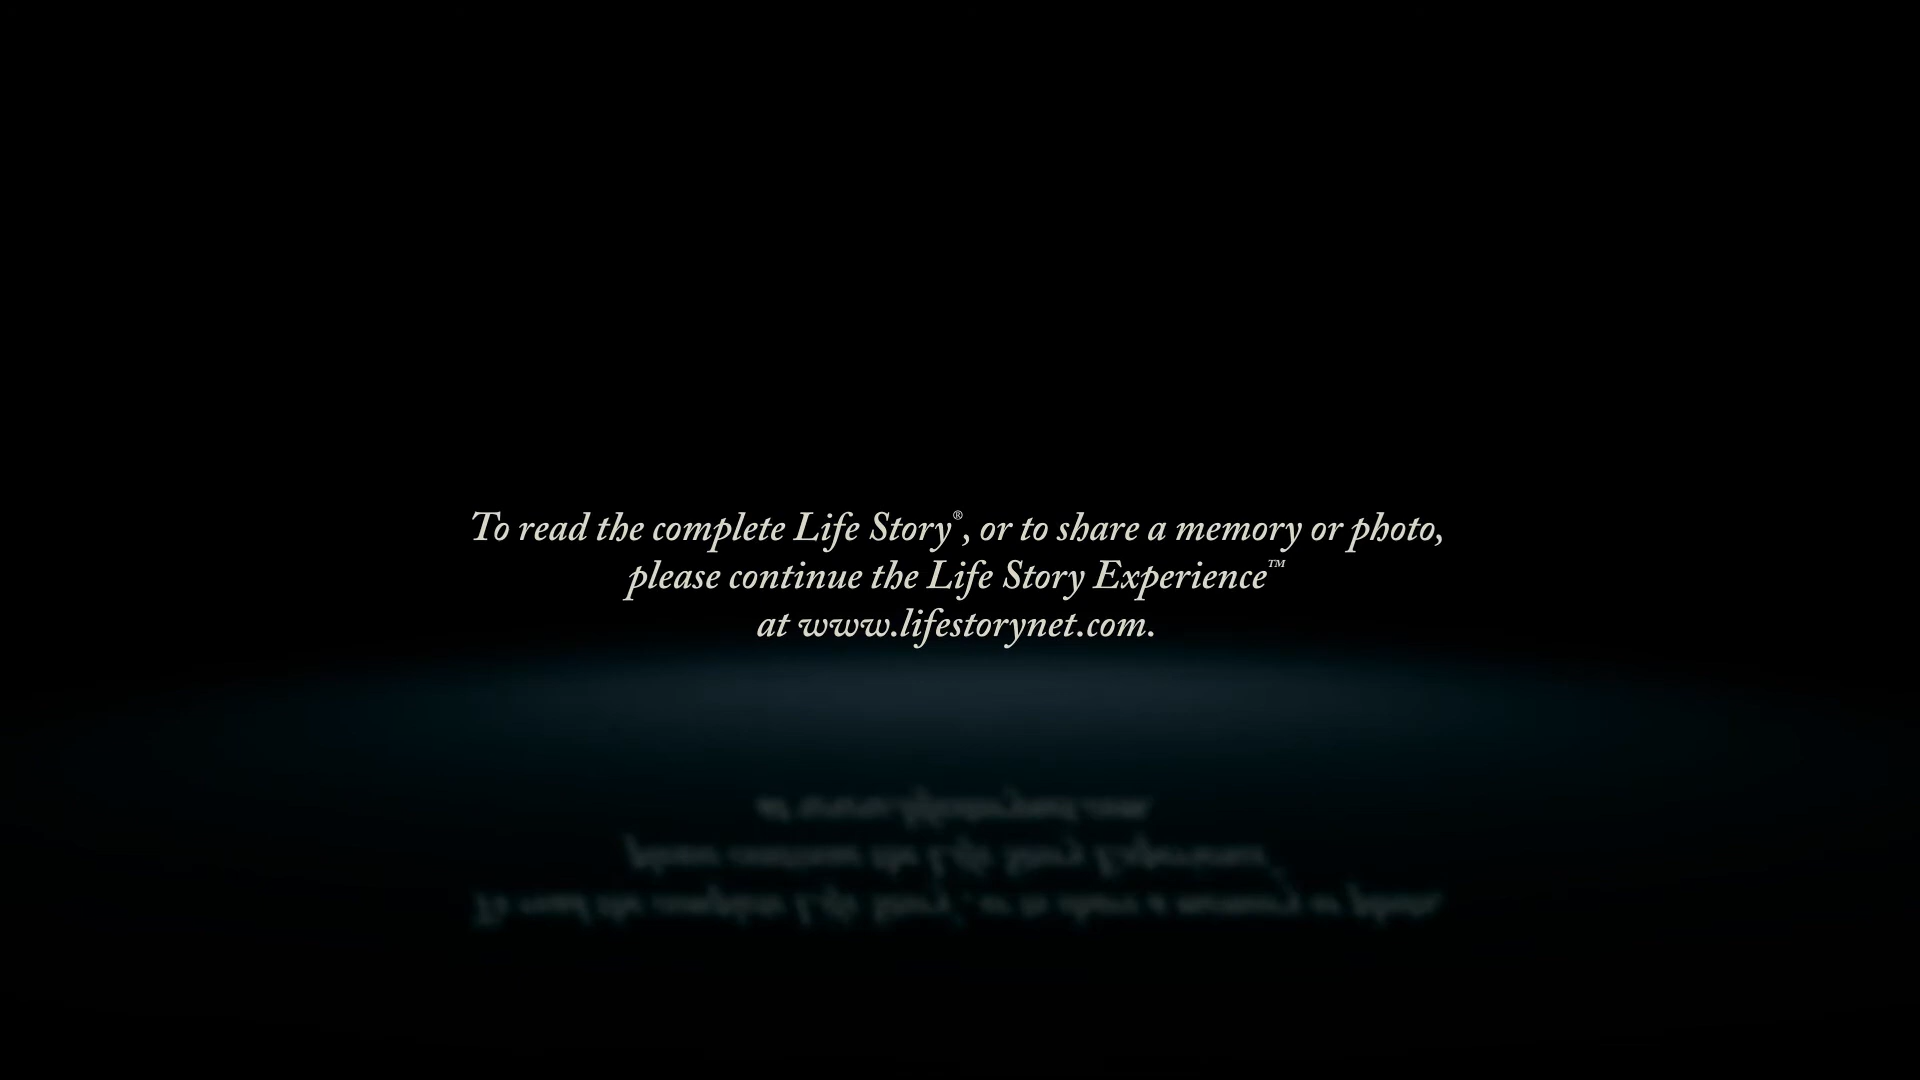 To read the complete Life Story®, or to share a memory or photo,
please continue the Life Story Experience™
at www.lifestorynet.com.